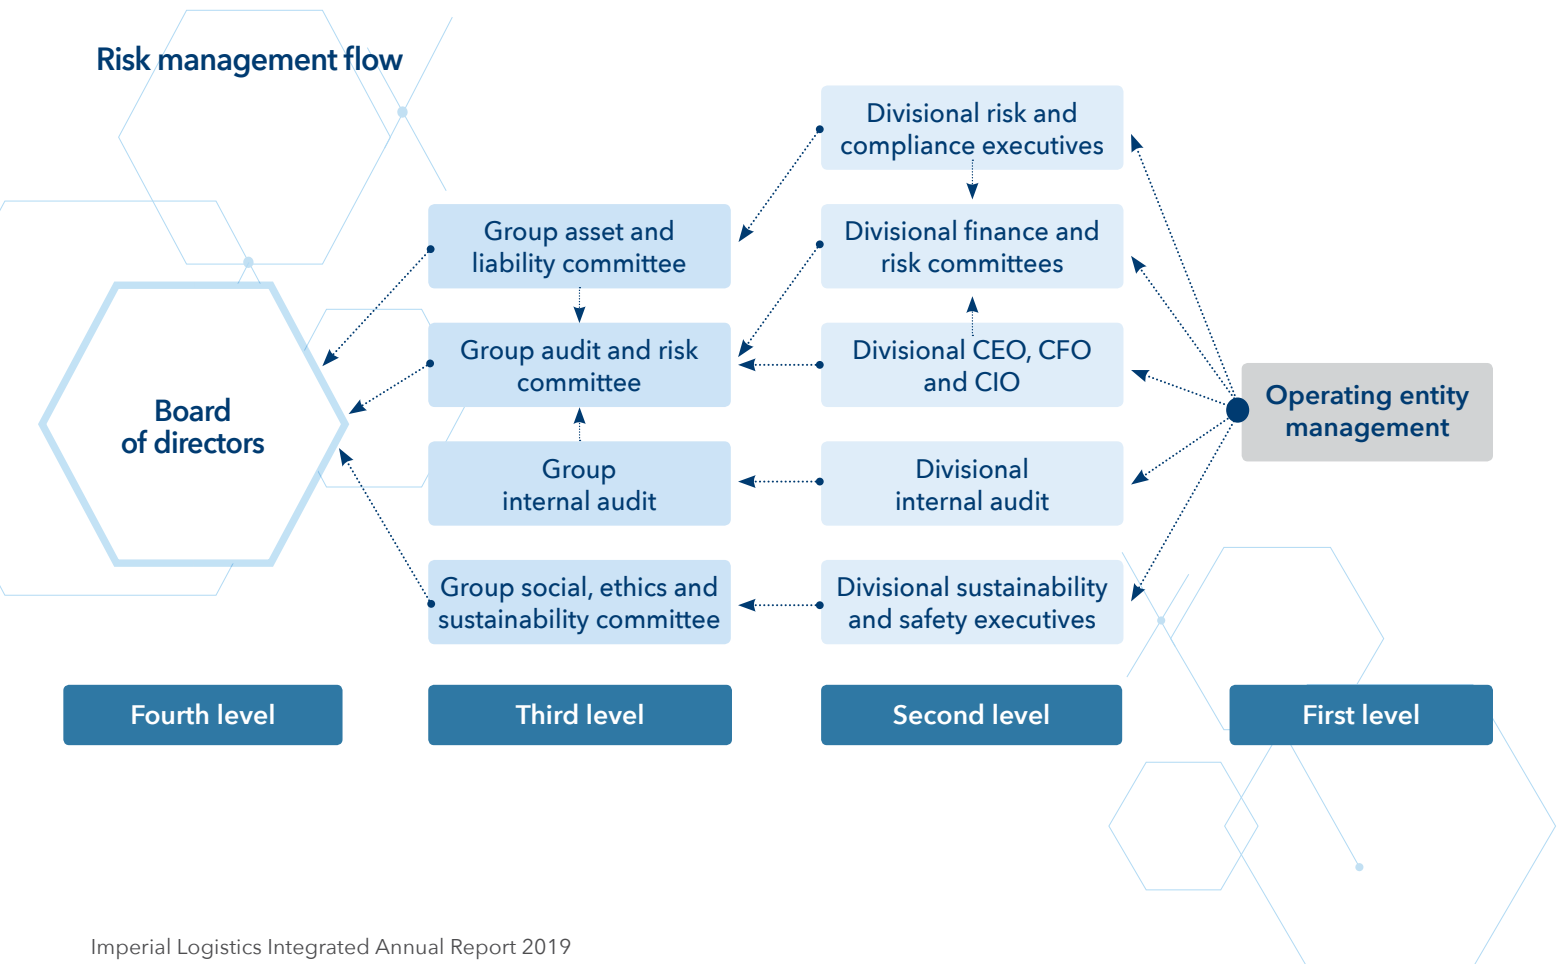 Risk management flow
Divisional risk and
compliance executives
Group asset and
liability committee
Divisional finance and
risk committees
Group audit and risk
committee
Divisional CEO, CFO
and CIO
Operating entity
management
Board
of directors
Group
internal audit
Divisional
internal audit
Group social, ethics and
sustainability committee
Divisional sustainability
and safety executives
Fourth level
Third level
Second level
First level
Imperial Logistics Integrated Annual Report 2019